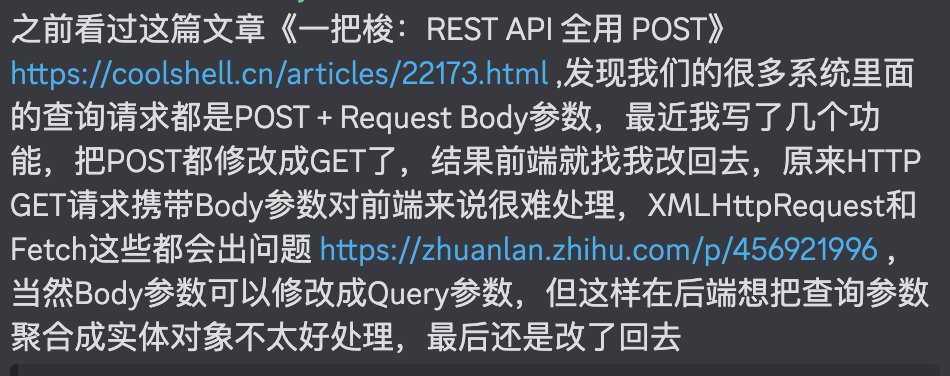 之前看过这篇文章《一把梭：REST API 全用 POST》
https://coolshell.cn/articles/22173.html ,发现我们的很多系统里面
的查询请求都是POST + Request Body参数，最近我写了几个功
能，把POST都修改成GET了，结果前端就找我改回去，原来HTTP
GET请求携带Body参数对前端来说很难处理，XMLHttpRequest和
Fetch这些都会出问题 https://zhuanlan.zhihu.com/p/456921996 ，
当然Body参数可以修改成Query参数，但这样在后端想把查询参数
聚合成实体对象不太好处理，最后还是改了回去